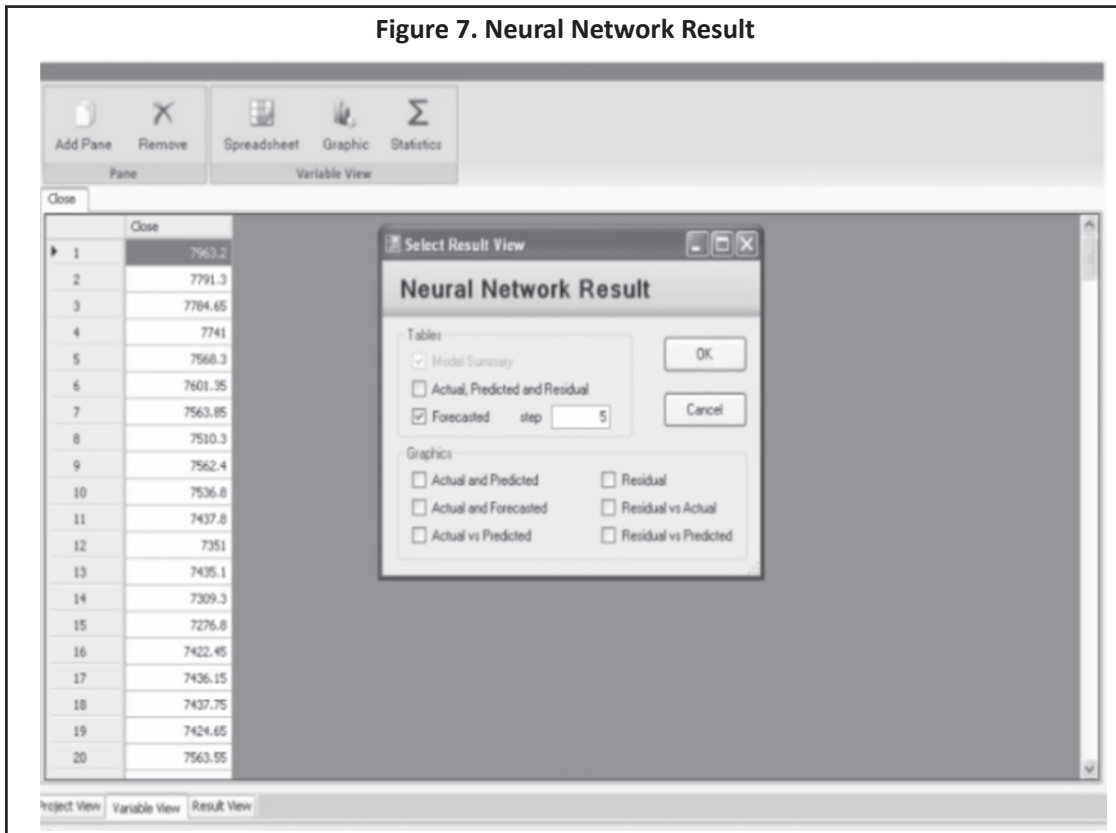 Figure 7. Neural Network Result
Add Pane Remove Spreadsheet Graphic Statistics
Pane Variable View
Close
Close
1 7963.2
2 7791.3
3 7784.65
4 7741
5 7568.3
6 7601.35
7 7563.85
8 7510.3
9 7562.4
10 7536.8
11 7437.8
12 7351
13 7435.1
14 7309.3
15 7276.8
16 7422.45
17 7436.15
18 7437.75
19 7424.65
20 7563.55
Select Result View
Neural Network Result
Tables
Model Summary
Actual, Predicted and Residual
Forecasted step 5
OK
Cancel
Graphics
Actual and Predicted Residual
Actual and Forecasted Residual vs Actual
Actual vs Predicted Residual vs Predicted
Project View Variable View Result View